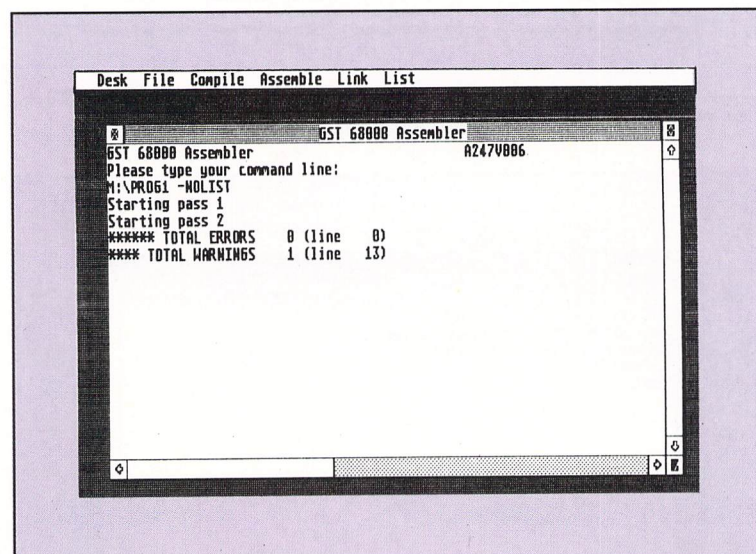 Desk File Compile Assemble Link List
GST 68000 Assembler
GST 68000 Assembler A247V006
Please type your command line:
M:\PROG1 -NOLIST
Starting pass 1
Starting pass 2
****** TOTAL ERRORS 0 (line 0)
**** TOTAL WARNINGS 1 (line 13)